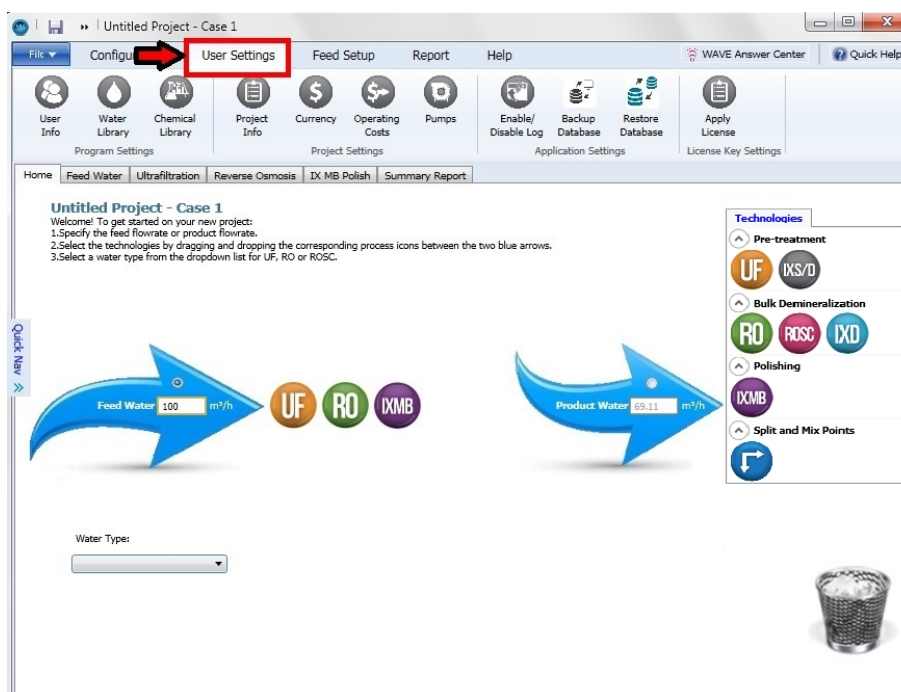 Untitled Project - Case 1
File Configu User Settings Feed Setup Report Help WAVE Answer Center Quick Help
User Info
Water Library
Chemical Library
Project Info
Currency
Operating Costs
Pumps
Enable/ Disable Log
Backup Database
Restore Database
Apply License
Program Settings Project Settings Application Settings License Key Settings
Home Feed Water Ultrafiltration Reverse Osmosis IX MB Polish Summary Report
Untitled Project - Case 1
Welcome! To get started on your new project:
1.Specify the feed flowrate or product flowrate.
2.Select the technologies by dragging and dropping the corresponding process icons between the two blue arrows.
3.Select a water type from the dropdown list for UF, RO or ROSC.
Quick Nav
Feed Water 100 m³/h
UF RO IXMB
Product Water 69.11 m³/h
Technologies
Pre-treatment
UF IXS/D
Bulk Demineralization
RO ROSC IXD
Polishing
IXMB
Split and Mix Points
Water Type: